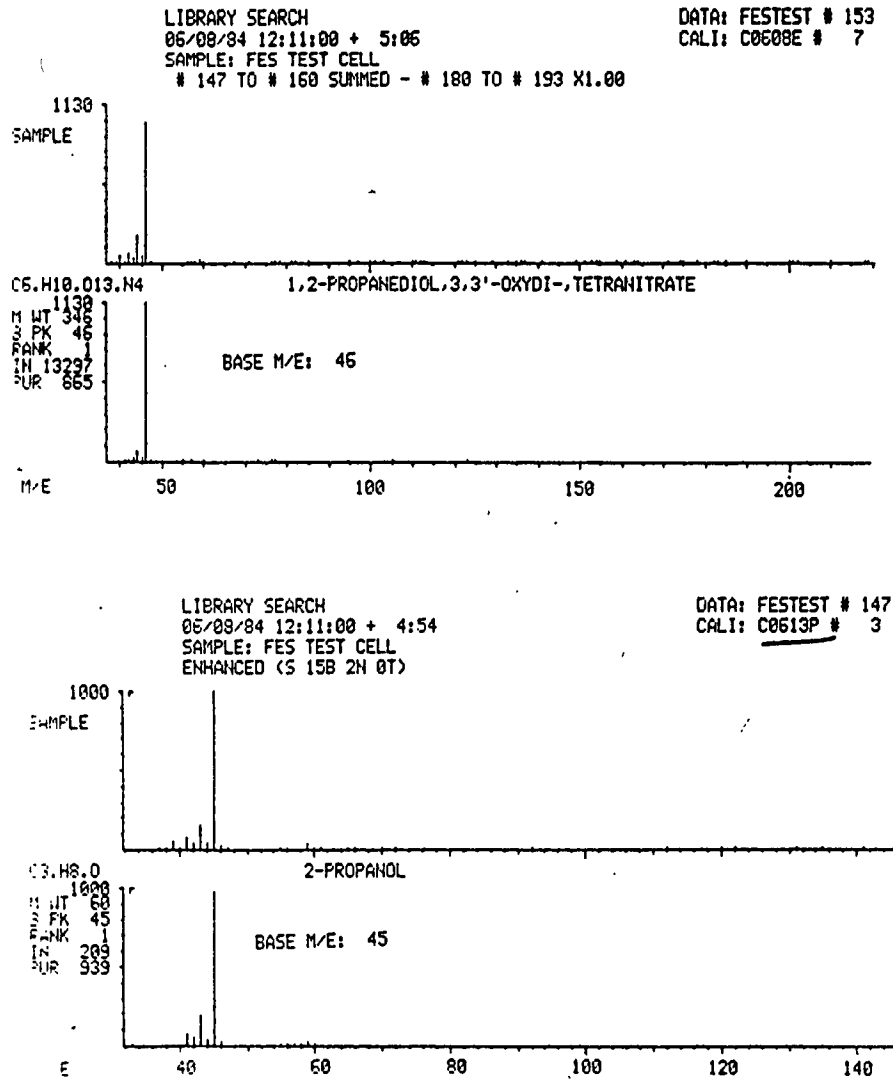 LIBRARY SEARCH
DATA: FESTEST # 153
06/08/84 12:11:00 + 5:06
CALI: C0608E # 7
SAMPLE: FES TEST CELL
# 147 TO # 160 SUMMED - # 180 TO # 193 X1.00
1130
SAMPLE
C6.H10.O13.N4
1,2-PROPANEDIOL,3,3'-OXYDI-,TETRANITRATE
1130
M WT 346
B PK 46
RANK 1
IN 13297
PUR 865
BASE M/E: 46
M/E 50 100 150 200
LIBRARY SEARCH
DATA: FESTEST # 147
06/08/84 12:11:00 + 4:54
CALI: C0613P # 3
SAMPLE: FES TEST CELL
ENHANCED (S 15B 2N 0T)
1000
SAMPLE
C3.H8.O
2-PROPANOL
1000
M WT 60
B PK 45
RANK 1
IN 209
PUR 939
BASE M/E: 45
E 40 60 80 100 120 140